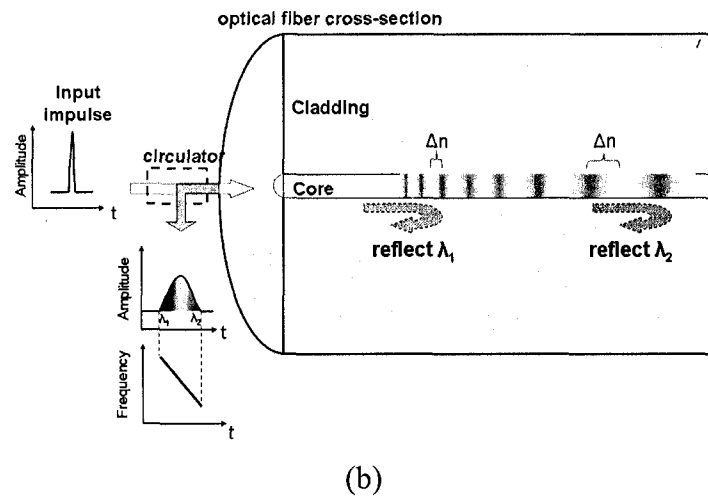 optical fiber cross-section
Input
impulse
Amplitude
t
circulator
Cladding
Δn
Δn
Core
reflect λ₁
reflect λ₂
Amplitude
λ₁
λ₂
t
Frequency
t
(b)